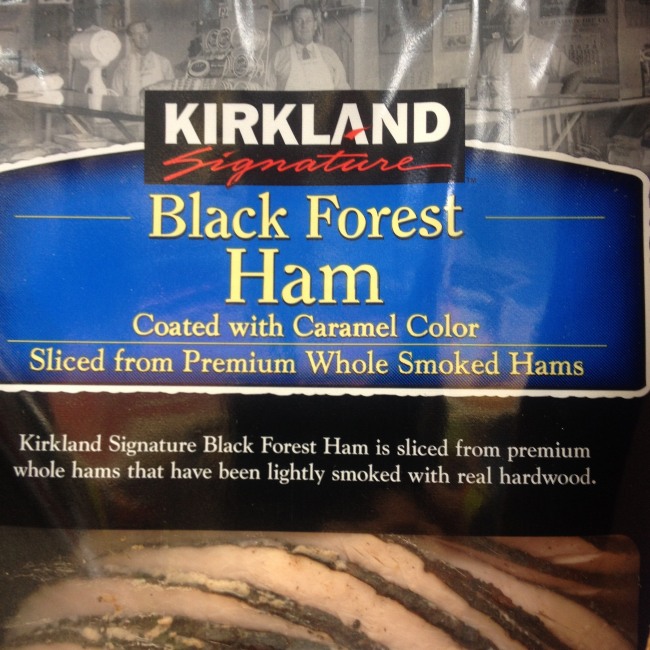 KIRKLAND
Signature
Black Forest
Ham
Coated with Caramel Color
Sliced from Premium Whole Smoked Hams
Kirkland Signature Black Forest Ham is sliced from premium
whole hams that have been lightly smoked with real hardwood.